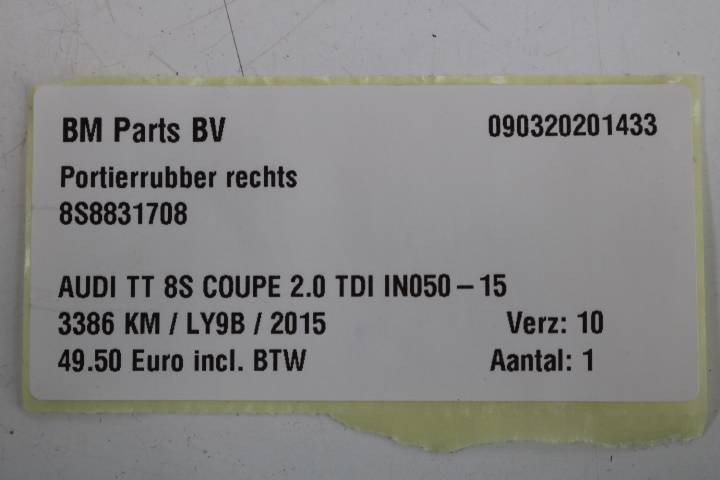 BM Parts BV 090320201433
Portierrubber rechts
8S8831708
AUDI TT 8S COUPE 2.0 TDI IN050-15
3386 KM / LY9B / 2015 Verz: 10
49.50 Euro incl. BTW Aantal: 1